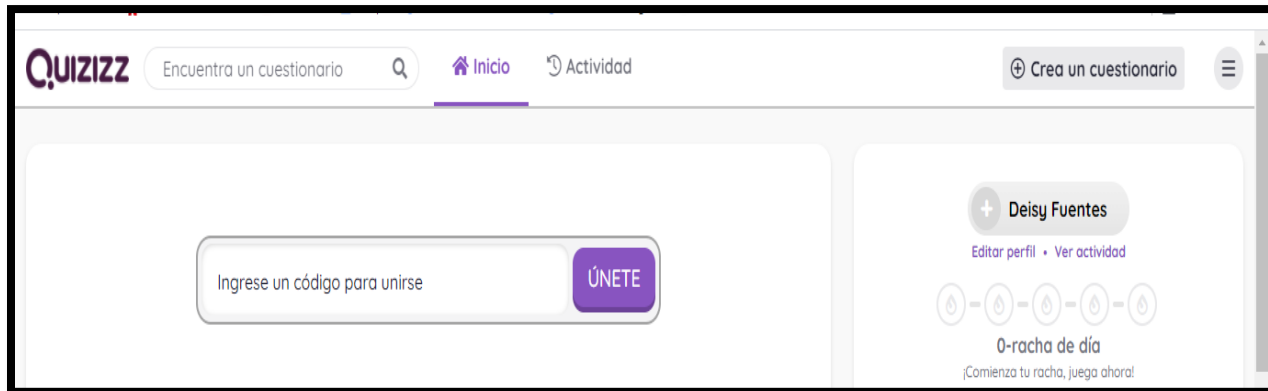 QUIZIZZ Encuentra un cuestionario Inicio Actividad Crea un cuestionario
Deisy Fuentes
Editar perfil • Ver actividad
Ingrese un código para unirse ÚNETE
0-racha de día
¡Comienza tu racha, juega ahora!